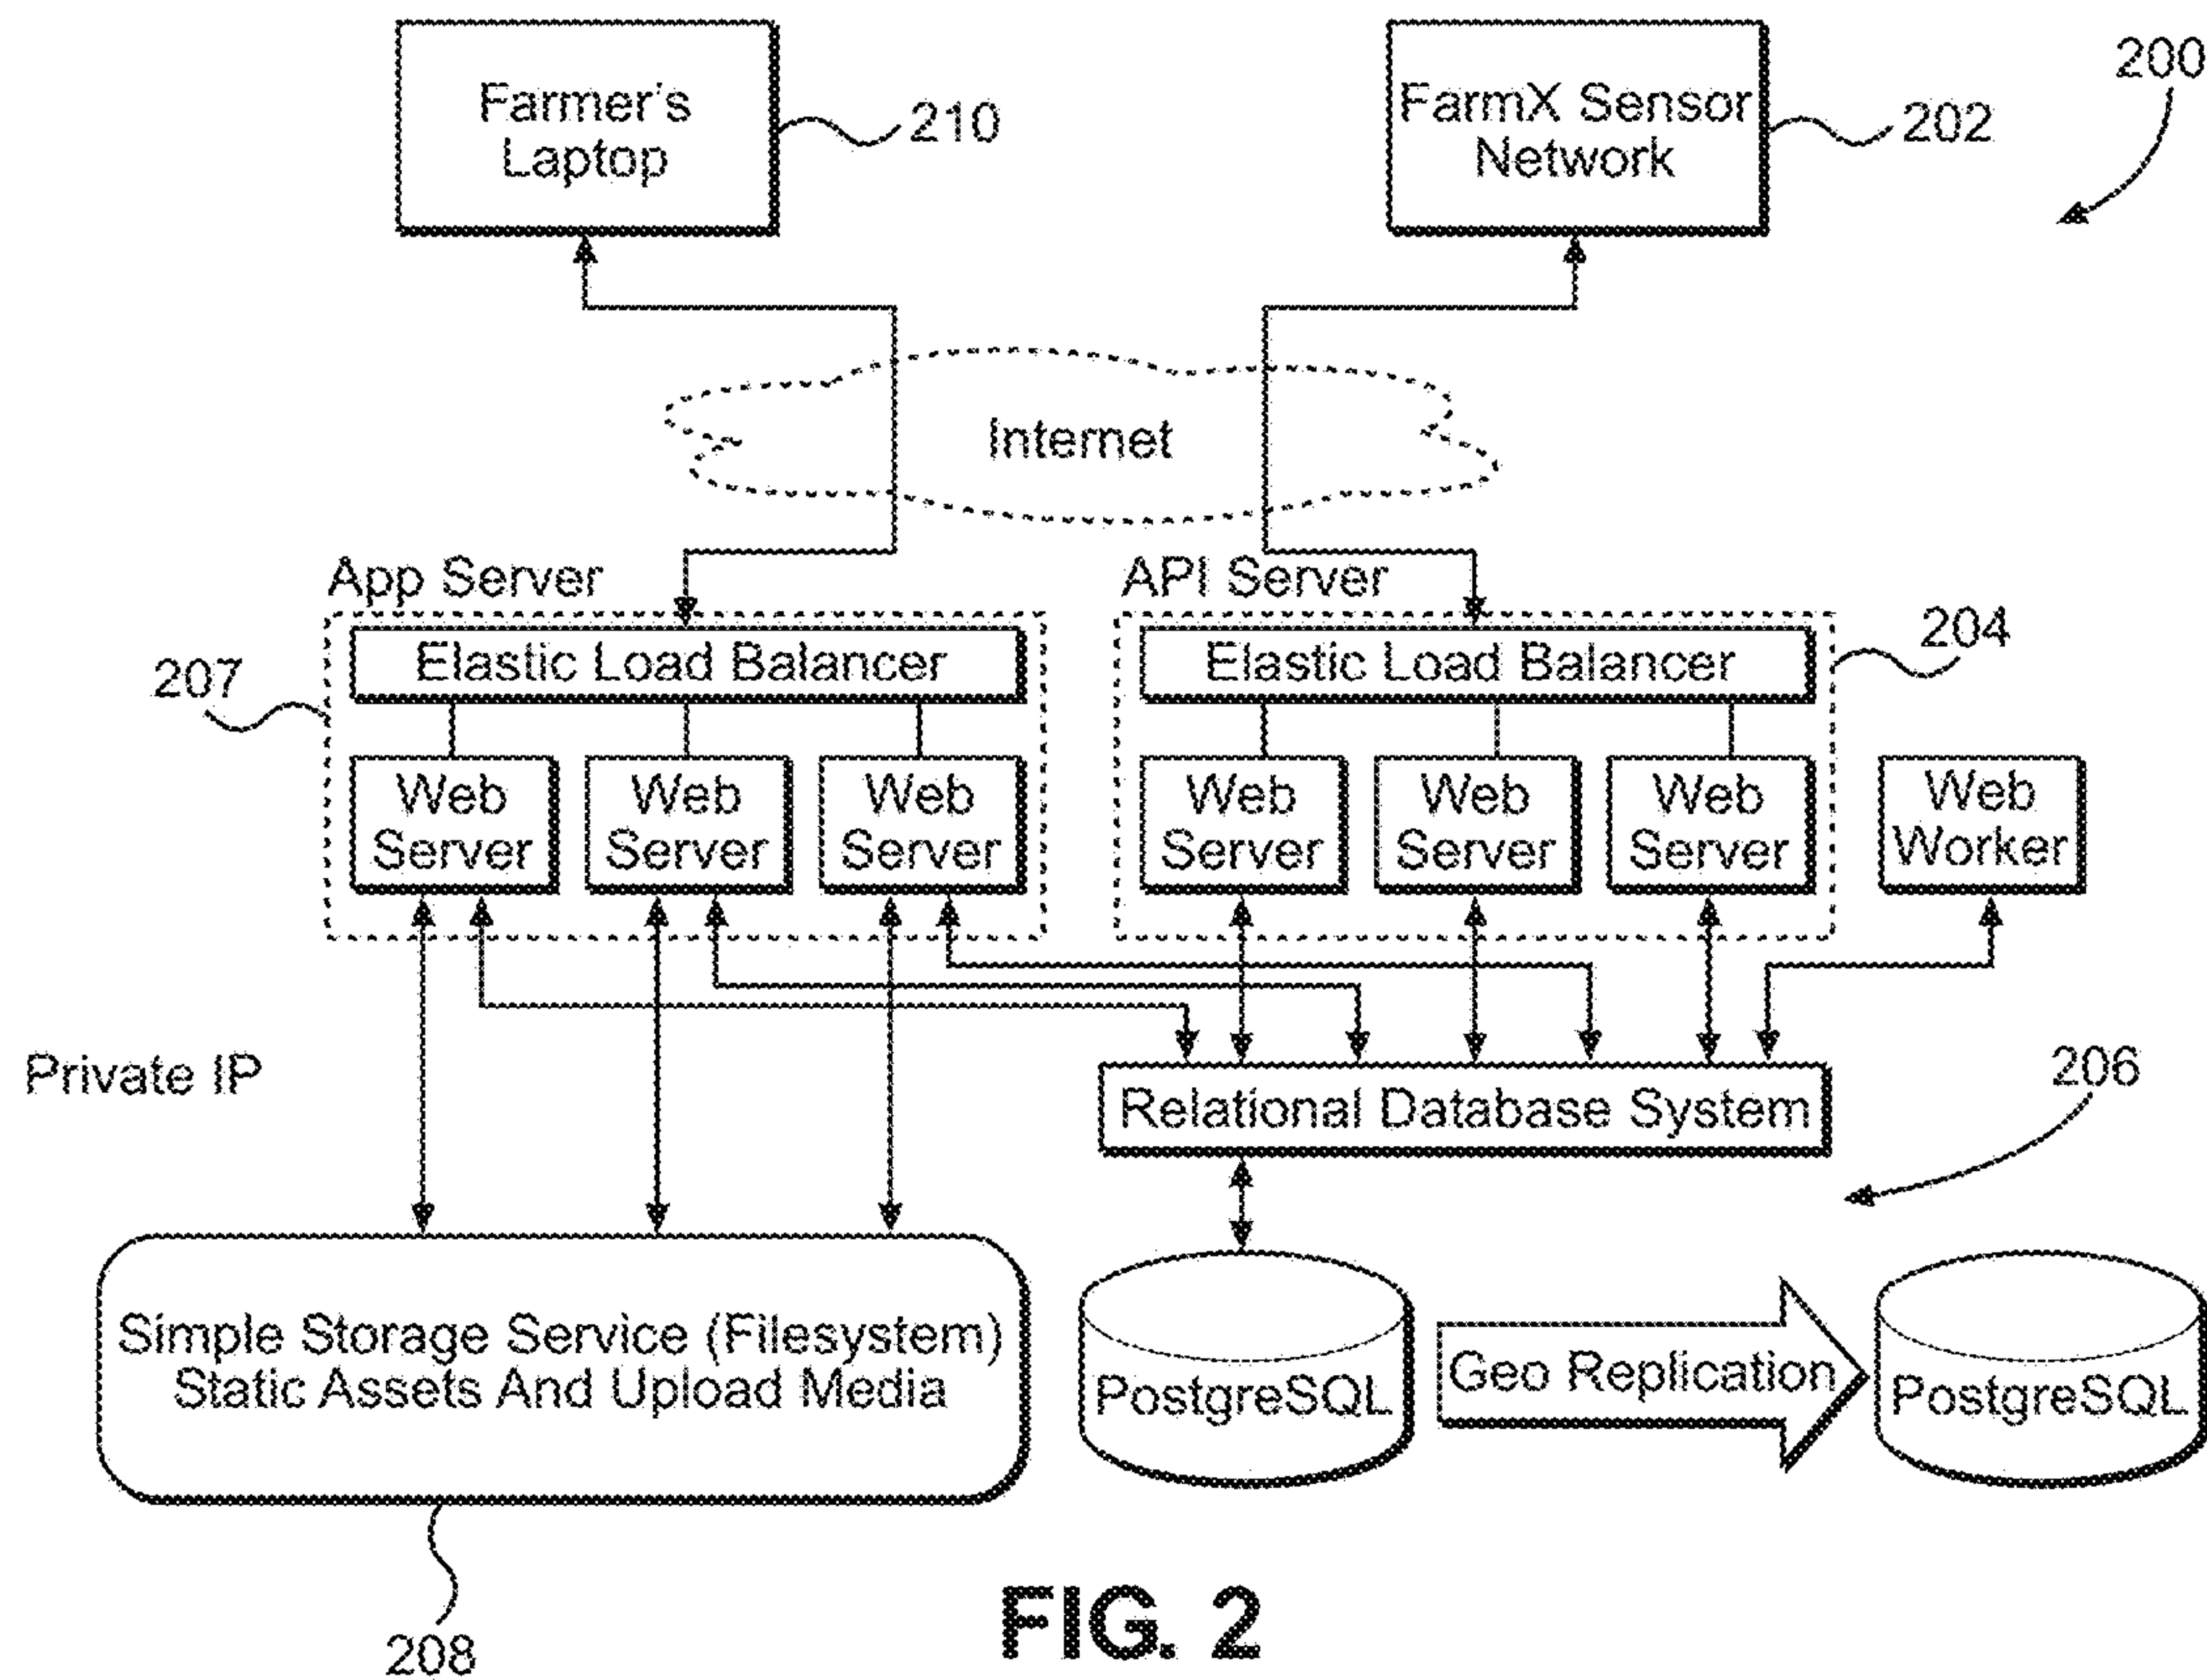 Farmer's
Laptop
210
FarmX Sensor
Network
202
200
Internet
App Server
API Server
Elastic Load Balancer
Elastic Load Balancer
204
207
Web
Server
Web
Server
Web
Server
Web
Server
Web
Server
Web
Server
Web
Worker
Private IP
Relational Database System
206
Simple Storage Service (Filesystem)
Static Assets And Upload Media
PostgreSQL
Geo Replication
PostgreSQL
208
FIG. 2